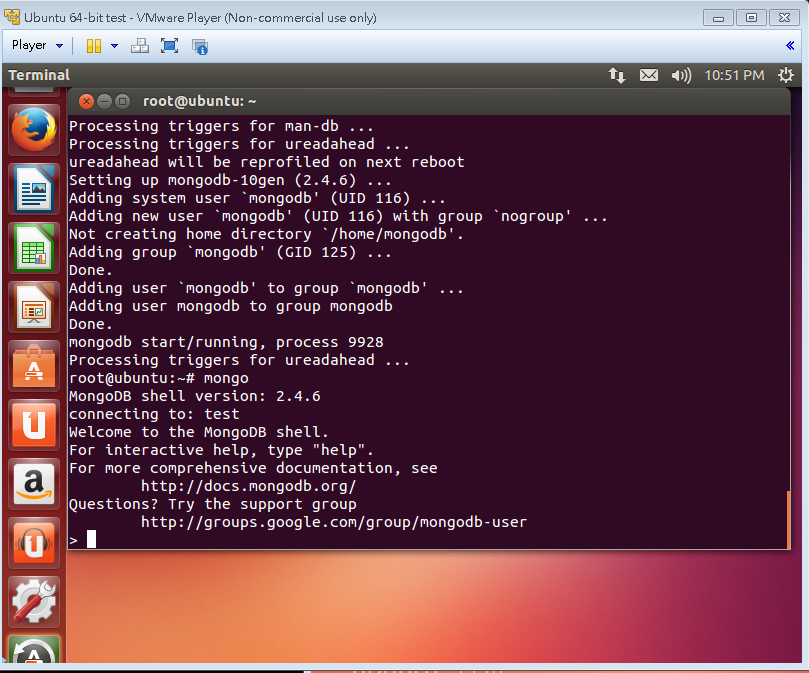 Ubuntu 64-bit test - VMware Player (Non-commercial use only)
Player
Terminal
10:51 PM
root@ubuntu: ~
Processing triggers for man-db ...
Processing triggers for ureadahead ...
ureadahead will be reprofiled on next reboot
Setting up mongodb-10gen (2.4.6) ...
Adding system user `mongodb' (UID 116) ...
Adding new user `mongodb' (UID 116) with group `nogroup' ...
Not creating home directory `/home/mongodb'.
Adding group `mongodb' (GID 125) ...
Done.
Adding user `mongodb' to group `mongodb' ...
Adding user mongodb to group mongodb
Done.
mongodb start/running, process 9928
Processing triggers for ureadahead ...
root@ubuntu:~# mongo
MongoDB shell version: 2.4.6
connecting to: test
Welcome to the MongoDB shell.
For interactive help, type "help".
For more comprehensive documentation, see
http://docs.mongodb.org/
Questions? Try the support group
http://groups.google.com/group/mongodb-user
>